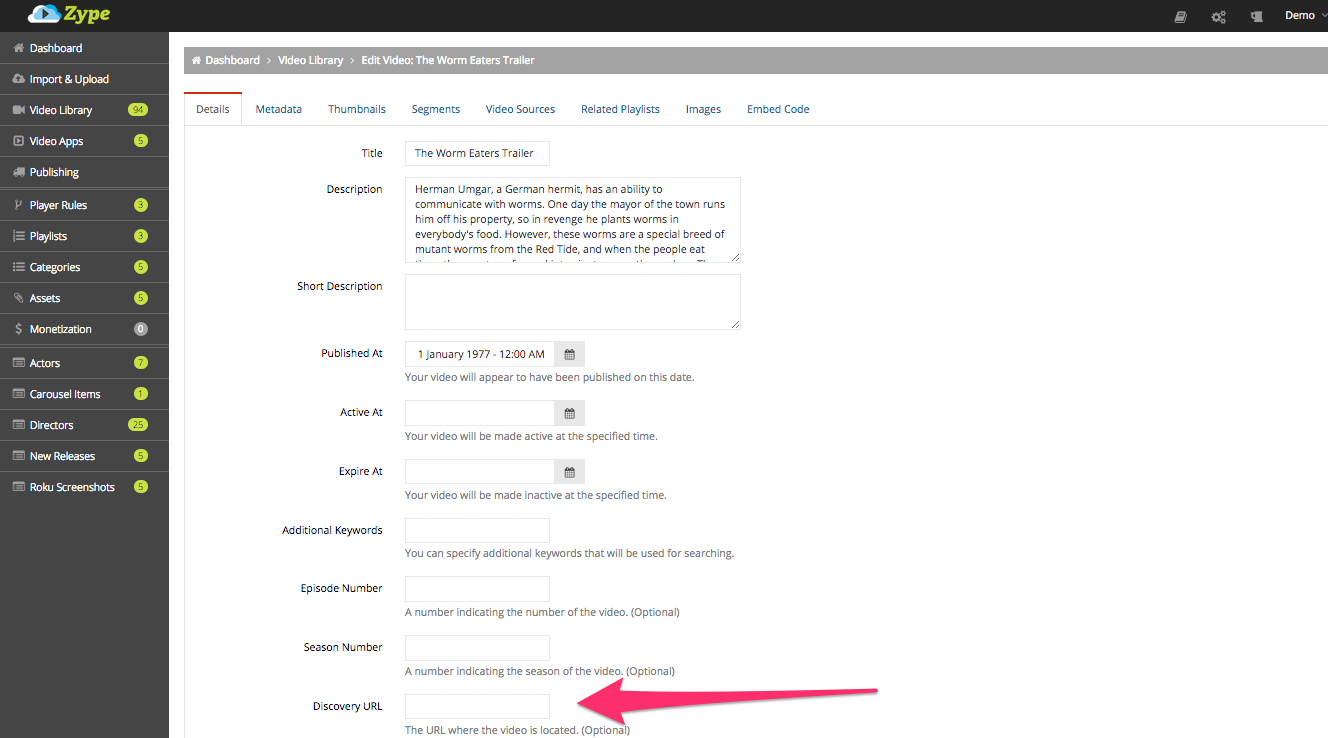 Zype
Demo
Dashboard
Import & Upload
Video Library 94
Video Apps 5
Publishing
Player Rules 3
Playlists 3
Categories 5
Assets 5
Monetization 0
Actors 7
Carousel Items 1
Directors 25
New Releases 5
Roku Screenshots 5
Dashboard > Video Library > Edit Video: The Worm Eaters Trailer
Details Metadata Thumbnails Segments Video Sources Related Playlists Images Embed Code
Title The Worm Eaters Trailer
Description
Herman Umgar, a German hermit, has an ability to
communicate with worms. One day the mayor of the town runs
him off his property, so in revenge he plants worms in
everybody's food. However, these worms are a special breed of
mutant worms from the Red Tide, and when the people eat
Short Description
Published At 1 January 1977 - 12:00 AM
Your video will appear to have been published on this date.
Active At
Your video will be made active at the specified time.
Expire At
Your video will be made inactive at the specified time.
Additional Keywords
You can specify additional keywords that will be used for searching.
Episode Number
A number indicating the number of the video. (Optional)
Season Number
A number indicating the season of the video. (Optional)
Discovery URL
The URL where the video is located. (Optional)